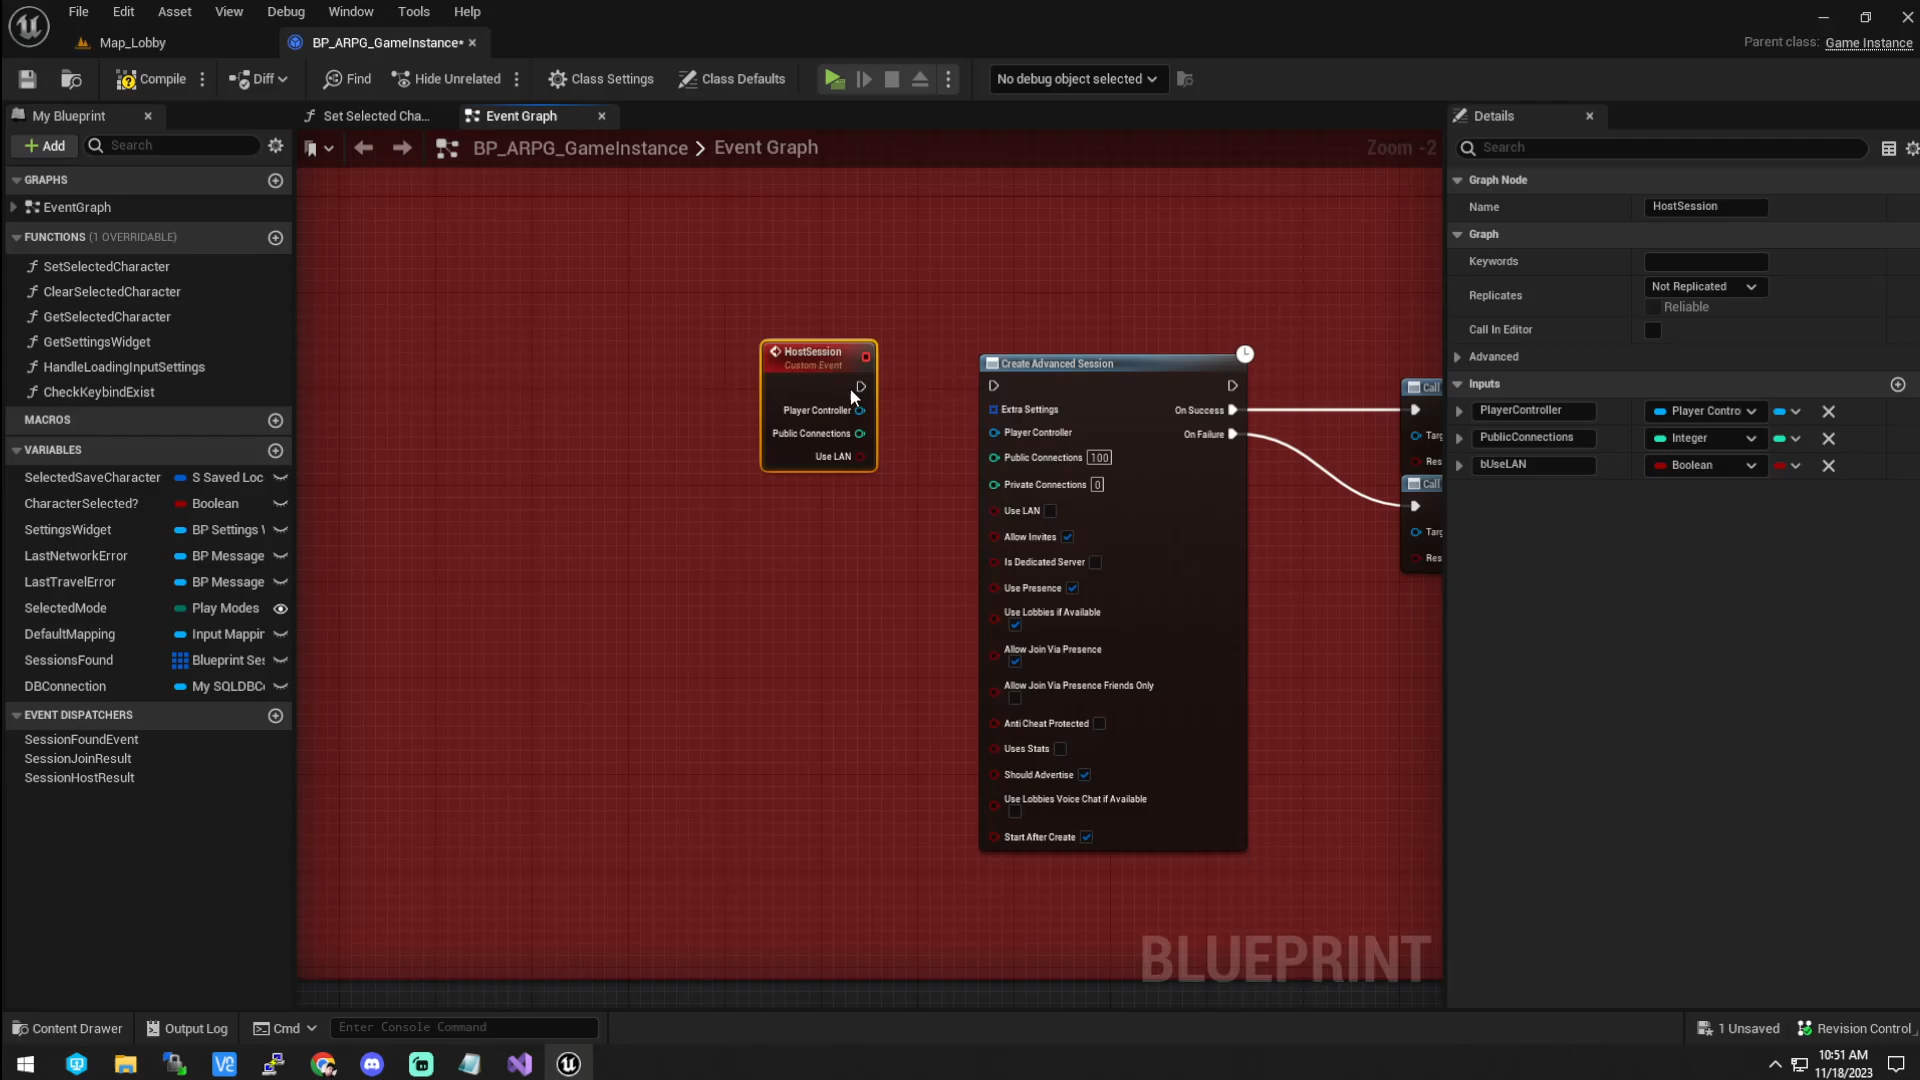 File Edit Asset View Debug Window Tools Help
Map_Lobby
BP_ARPG_GameInstance*
Parent class: Game Instance
Compile
Diff
Find
Hide Unrelated
Class Settings
Class Defaults
No debug object selected
My Blueprint
Set Selected Cha...
Event Graph
Details
Add
Search
BP_ARPG_GameInstance > Event Graph
Zoom -2
Search
GRAPHS
EventGraph
FUNCTIONS (1 OVERRIDABLE)
SetSelectedCharacter
ClearSelectedCharacter
GetSelectedCharacter
GetSettingsWidget
HandleLoadingInputSettings
CheckKeybindExist
MACROS
VARIABLES
SelectedSaveCharacter S Saved Loc
CharacterSelected? Boolean
SettingsWidget BP Settings
LastNetworkError BP Message
LastTravelError BP Message
SelectedMode Play Modes
DefaultMapping Input Mappin
SessionsFound Blueprint Ses
DBConnection My SQLDBC
EVENT DISPATCHERS
SessionFoundEvent
SessionJoinResult
SessionHostResult
HostSession
Custom Event
Player Controller
Public Connections
Use LAN
Create Advanced Session
Extra Settings
On Success
Player Controller
On Failure
Public Connections 100
Private Connections 0
Use LAN
Allow Invites
Is Dedicated Server
Use Presence
Use Lobbies if Available
Allow Join Via Presence
Allow Join Via Presence Friends Only
Anti Cheat Protected
Uses Stats
Should Advertise
Use Lobbies Voice Chat if Available
Start After Create
Call
Targ
Res
Call
Targ
Res
BLUEPRINT
Graph Node
Name HostSession
Graph
Keywords
Replicates Not Replicated
Reliable
Call In Editor
Advanced
Inputs
PlayerController Player Contro
PublicConnections Integer
bUseLAN Boolean
Content Drawer
Output Log
Cmd
Enter Console Command
1 Unsaved
Revision Control
10:51 AM
11/18/2023